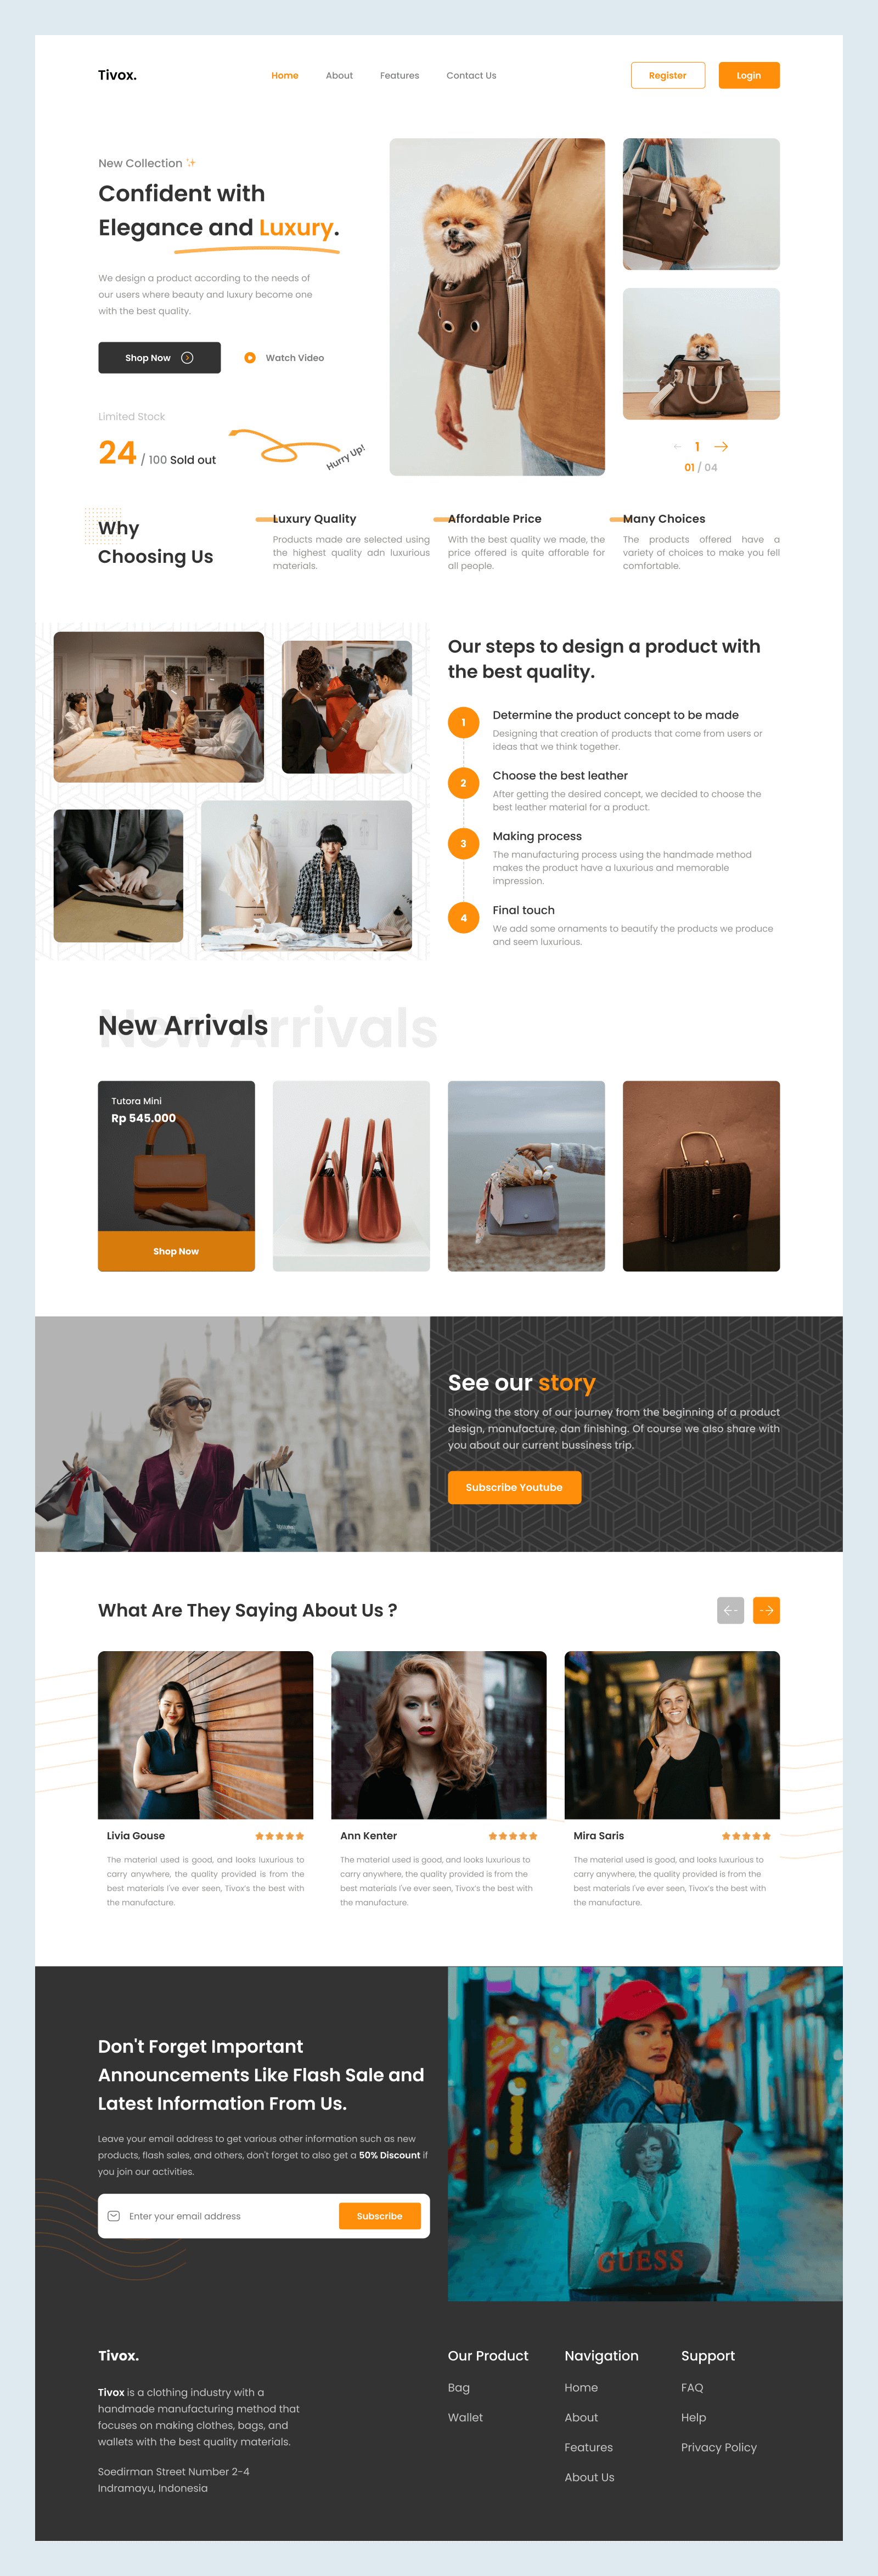 Tivox.
Home
About
Features
Contact Us
Register
Login
New Collection
Confident with
Elegance and Luxury.
We design a product according to the needs of
our users where beauty and luxury become one
with the best quality.
Shop Now
Watch Video
Limited Stock
24 / 100 Sold out
Hurry Up!
1
01 / 04
Why
Choosing Us
Luxury Quality
Products made are selected using
the highest quality adn luxurious
materials.
Affordable Price
With the best quality we made, the
price offered is quite afforable for
all people.
Many Choices
The products offered have a
variety of choices to make you fell
comfortable.
Our steps to design a product with
the best quality.
1
Determine the product concept to be made
Designing that creation of products that come from users or
ideas that we think together.
2
Choose the best leather
After getting the desired concept, we decided to choose the
best leather material for a product.
3
Making process
The manufacturing process using the handmade method
makes the product have a luxurious and memorable
impression.
4
Final touch
We add some ornaments to beautify the products we produce
and seem luxurious.
New Arrivals
New Arrivals
Tutora Mini
Rp 545.000
Shop Now
See our story
Showing the story of our journey from the beginning of a product
design, manufacture, dan finishing. Of course we also share with
you about our current bussiness trip.
Subscribe Youtube
What Are They Saying About Us ?
Livia Gouse
The material used is good, and looks luxurious to
carry anywhere, the quality provided is from the
best materials I've ever seen, Tivox's the best with
the manufacture.
Ann Kenter
The material used is good, and looks luxurious to
carry anywhere, the quality provided is from the
best materials I've ever seen, Tivox's the best with
the manufacture.
Mira Saris
The material used is good, and looks luxurious to
carry anywhere, the quality provided is from the
best materials I've ever seen, Tivox's the best with
the manufacture.
Don't Forget Important
Announcements Like Flash Sale and
Latest Information From Us.
Leave your email address to get various other information such as new
products, flash sales, and others, don't forget to also get a 50% Discount if
you join our activities.
Enter your email address
Subscribe
GUESS
Tivox.
Tivox is a clothing industry with a
handmade manufacturing method that
focuses on making clothes, bags, and
wallets with the best quality materials.
Soedirman Street Number 2-4
Indramayu, Indonesia
Our Product
Bag
Wallet
Navigation
Home
About
Features
About Us
Support
FAQ
Help
Privacy Policy